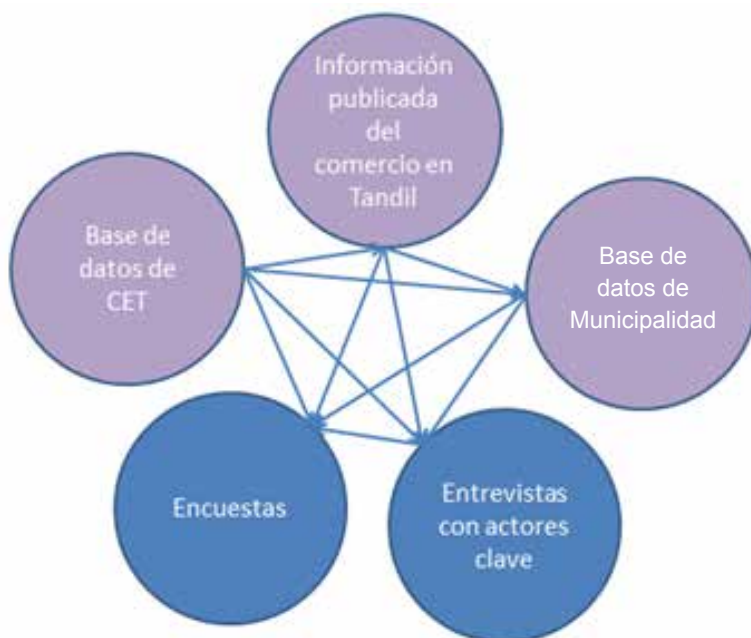 Información
publicada
del
comercio en
Tandil
Base de
datos de
CET
Base de
datos de
Municipalidad
Encuestas
Entrevistas
con actores
clave